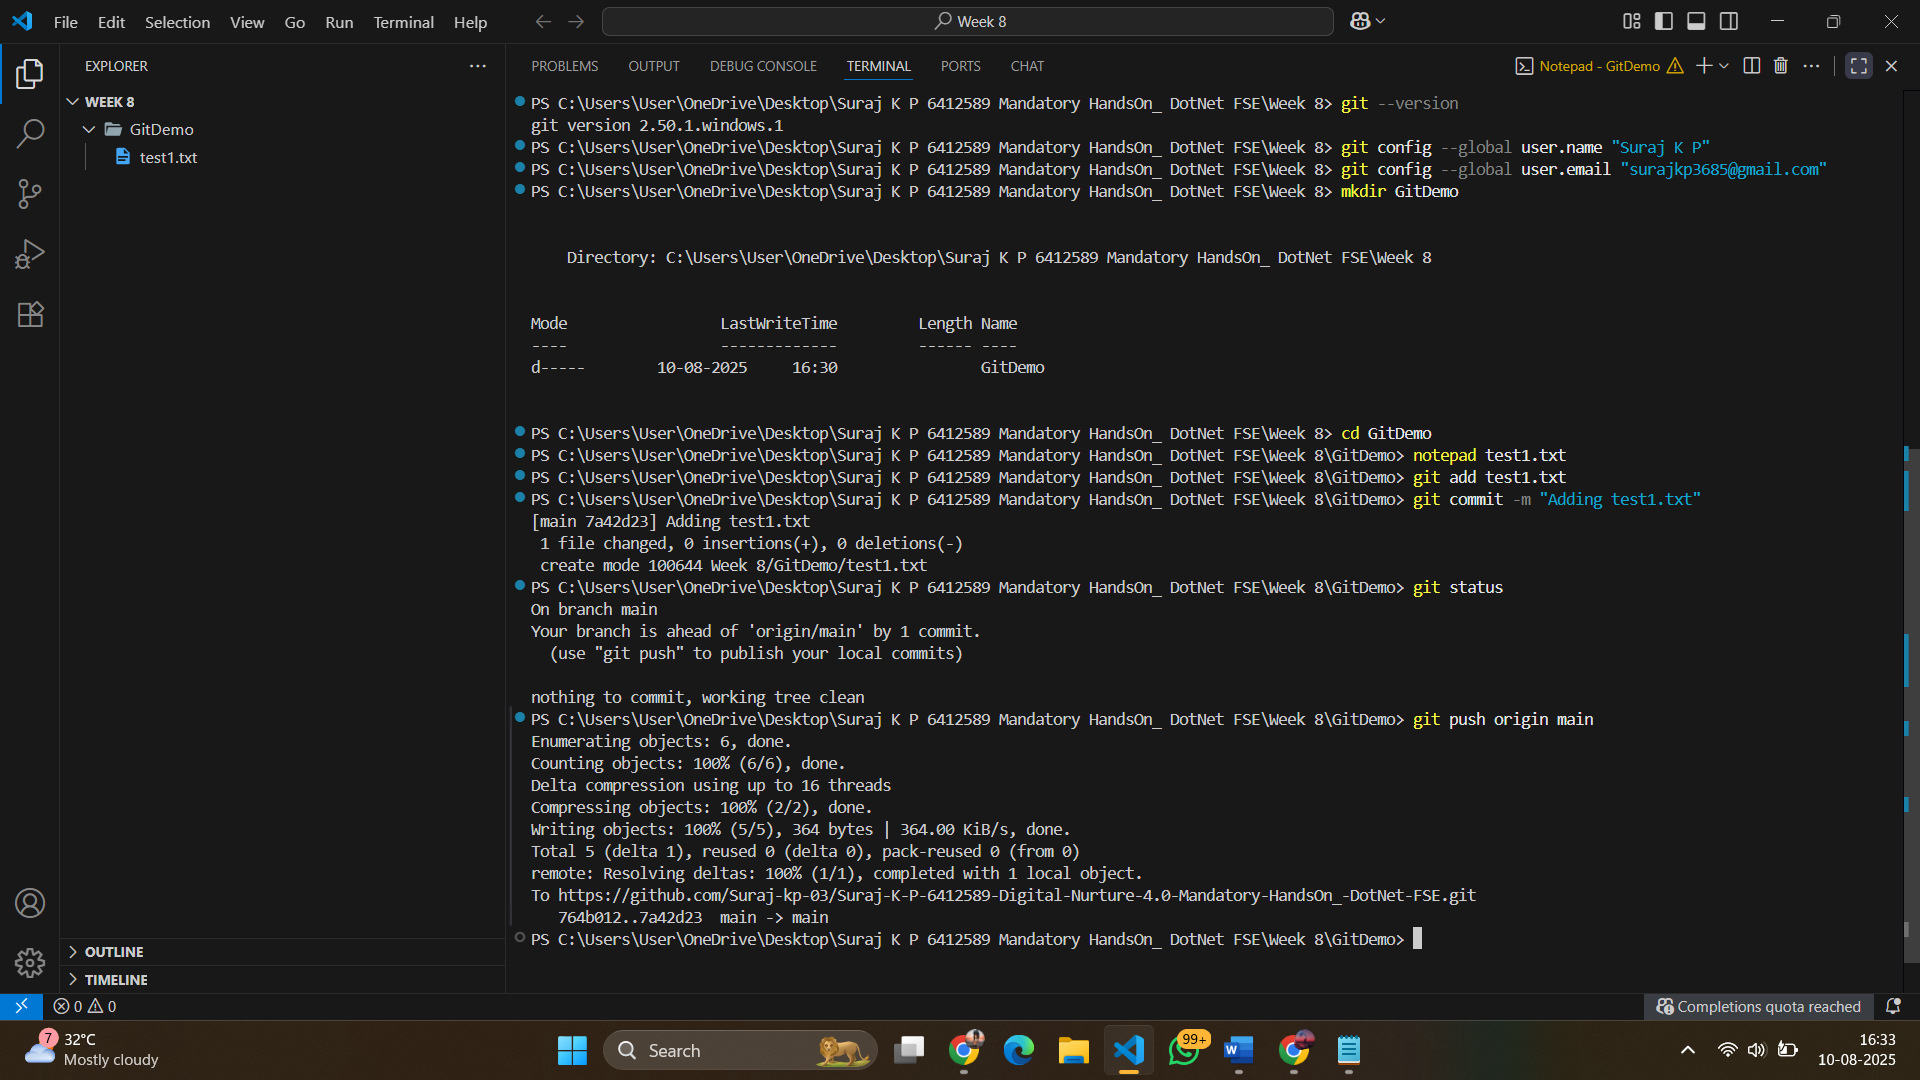 File Edit Selection View Go Run Terminal Help
Week 8
EXPLORER
WEEK 8
GitDemo
test1.txt
OUTLINE
TIMELINE
PROBLEMS OUTPUT DEBUG CONSOLE TERMINAL PORTS CHAT
Notepad - GitDemo
PS C:\Users\User\OneDrive\Desktop\Suraj K P 6412589 Mandatory HandsOn_ DotNet FSE\Week 8> git --version
git version 2.50.1.windows.1
PS C:\Users\User\OneDrive\Desktop\Suraj K P 6412589 Mandatory HandsOn_ DotNet FSE\Week 8> git config --global user.name "Suraj K P"
PS C:\Users\User\OneDrive\Desktop\Suraj K P 6412589 Mandatory HandsOn_ DotNet FSE\Week 8> git config --global user.email "surajkp3685@gmail.com"
PS C:\Users\User\OneDrive\Desktop\Suraj K P 6412589 Mandatory HandsOn_ DotNet FSE\Week 8> mkdir GitDemo
Directory: C:\Users\User\OneDrive\Desktop\Suraj K P 6412589 Mandatory HandsOn_ DotNet FSE\Week 8
Mode LastWriteTime Length Name
---- ------------- ------ ----
d----- 10-08-2025 16:30 GitDemo
PS C:\Users\User\OneDrive\Desktop\Suraj K P 6412589 Mandatory HandsOn_ DotNet FSE\Week 8> cd GitDemo
PS C:\Users\User\OneDrive\Desktop\Suraj K P 6412589 Mandatory HandsOn_ DotNet FSE\Week 8\GitDemo> notepad test1.txt
PS C:\Users\User\OneDrive\Desktop\Suraj K P 6412589 Mandatory HandsOn_ DotNet FSE\Week 8\GitDemo> git add test1.txt
PS C:\Users\User\OneDrive\Desktop\Suraj K P 6412589 Mandatory HandsOn_ DotNet FSE\Week 8\GitDemo> git commit -m "Adding test1.txt"
[main 7a42d23] Adding test1.txt
1 file changed, 0 insertions(+), 0 deletions(-)
create mode 100644 Week 8/GitDemo/test1.txt
PS C:\Users\User\OneDrive\Desktop\Suraj K P 6412589 Mandatory HandsOn_ DotNet FSE\Week 8\GitDemo> git status
On branch main
Your branch is ahead of 'origin/main' by 1 commit.
(use "git push" to publish your local commits)
nothing to commit, working tree clean
PS C:\Users\User\OneDrive\Desktop\Suraj K P 6412589 Mandatory HandsOn_ DotNet FSE\Week 8\GitDemo> git push origin main
Enumerating objects: 6, done.
Counting objects: 100% (6/6), done.
Delta compression using up to 16 threads
Compressing objects: 100% (2/2), done.
Writing objects: 100% (5/5), 364 bytes | 364.00 KiB/s, done.
Total 5 (delta 1), reused 0 (delta 0), pack-reused 0 (from 0)
remote: Resolving deltas: 100% (1/1), completed with 1 local object.
To https://github.com/Suraj-kp-03/Suraj-K-P-6412589-Digital-Nurture-4.0-Mandatory-HandsOn_-DotNet-FSE.git
764b012..7a42d23 main -> main
PS C:\Users\User\OneDrive\Desktop\Suraj K P 6412589 Mandatory HandsOn_ DotNet FSE\Week 8\GitDemo>
0 0
Completions quota reached
7
32°C
Mostly cloudy
Search
99+
W
16:33
10-08-2025